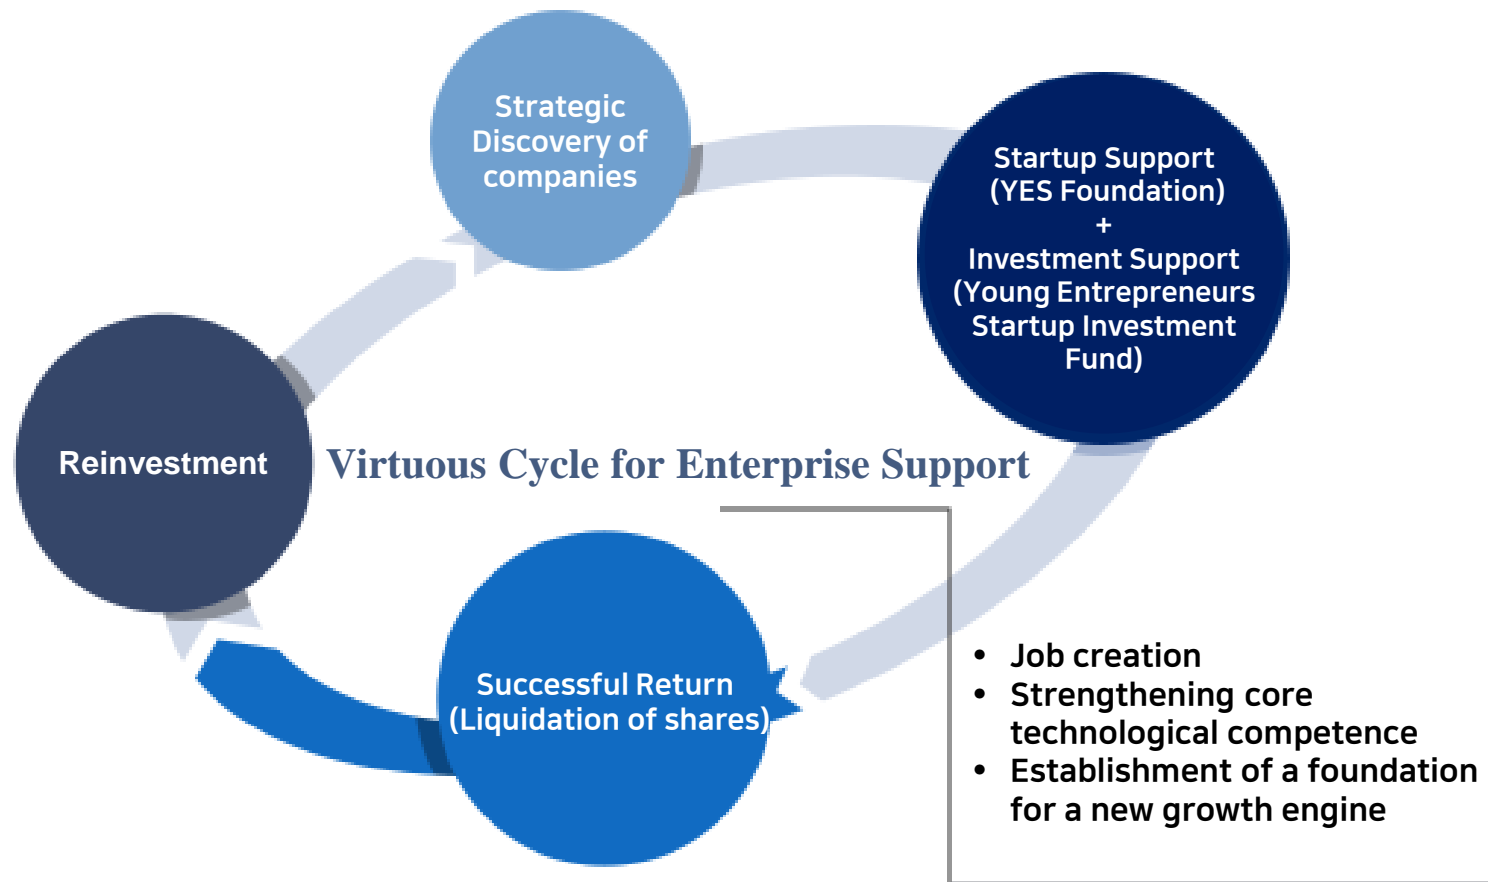 Strategic
Discovery of
companies
Startup Support
(YES Foundation)
+
Investment Support
(Young Entrepreneurs
Startup Investment
Fund)
Reinvestment
Virtuous Cycle for Enterprise Support
Successful Return
(Liquidation of shares)
• Job creation
• Strengthening core
technological competence
• Establishment of a foundation
for a new growth engine